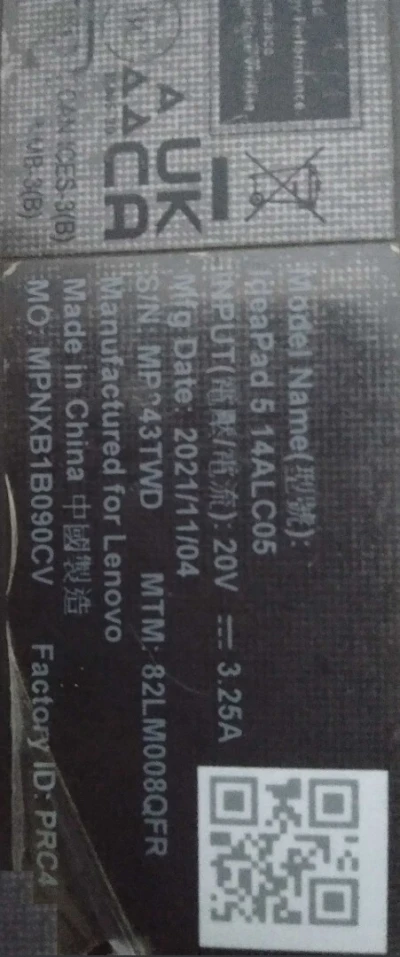 Performance
UK
CA
CAN ICES-3(B)
Model Name(型號):
IdeaPad 5 14ALC05
INPUT(電壓/電流): 20V ⎓ 3.25A
Mfg Date: 2021/11/04
S/N: MTM: 82LM008QFR
Manufactured for Lenovo
Made in China 中國製造
MO: MPNXB1B090CV Factory ID: PRC4